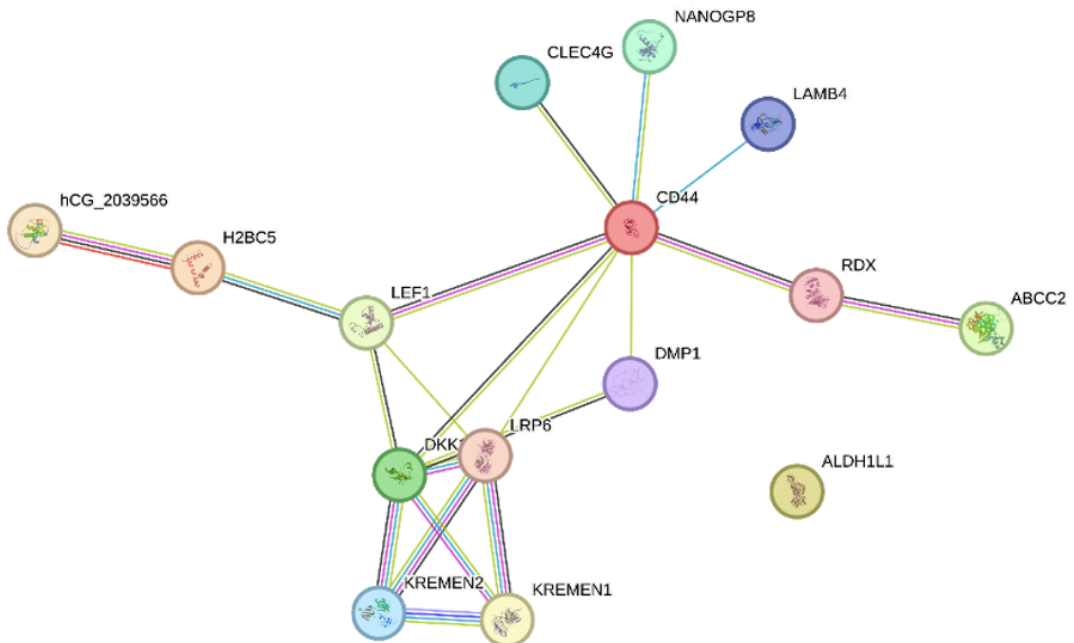 NANOGP8
CLEC4G
LAMB4
CD44
hCG_2039566
H2BC5
RDX
LEF1
ABCC2
DMP1
LRP6
ALDH1L1
KREMEN2
KREMEN1